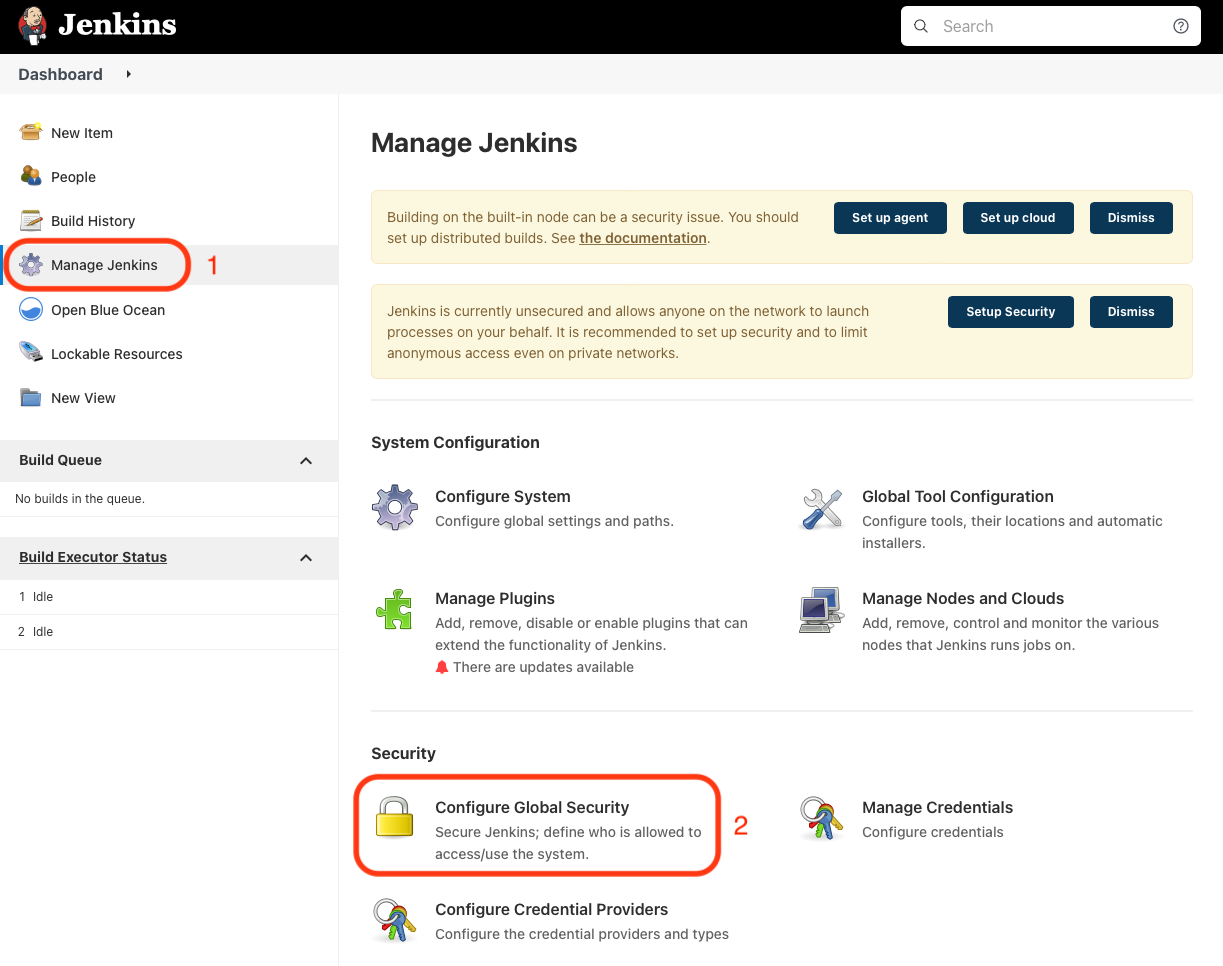 Jenkins
Search
Dashboard
New Item
People
Build History
Manage Jenkins
1
Open Blue Ocean
Lockable Resources
New View
Build Queue
No builds in the queue.
Build Executor Status
1 Idle
2 Idle
Manage Jenkins
Building on the built-in node can be a security issue. You should
set up distributed builds. See the documentation.
Set up agent
Set up cloud
Dismiss
Jenkins is currently unsecured and allows anyone on the network to launch
processes on your behalf. It is recommended to set up security and to limit
anonymous access even on private networks.
Setup Security
Dismiss
System Configuration
Configure System
Configure global settings and paths.
Global Tool Configuration
Configure tools, their locations and automatic
installers.
Manage Plugins
Add, remove, disable or enable plugins that can
extend the functionality of Jenkins.
There are updates available
Manage Nodes and Clouds
Add, remove, control and monitor the various
nodes that Jenkins runs jobs on.
Security
Configure Global Security
Secure Jenkins; define who is allowed to
access/use the system.
2
Manage Credentials
Configure credentials
Configure Credential Providers
Configure the credential providers and types